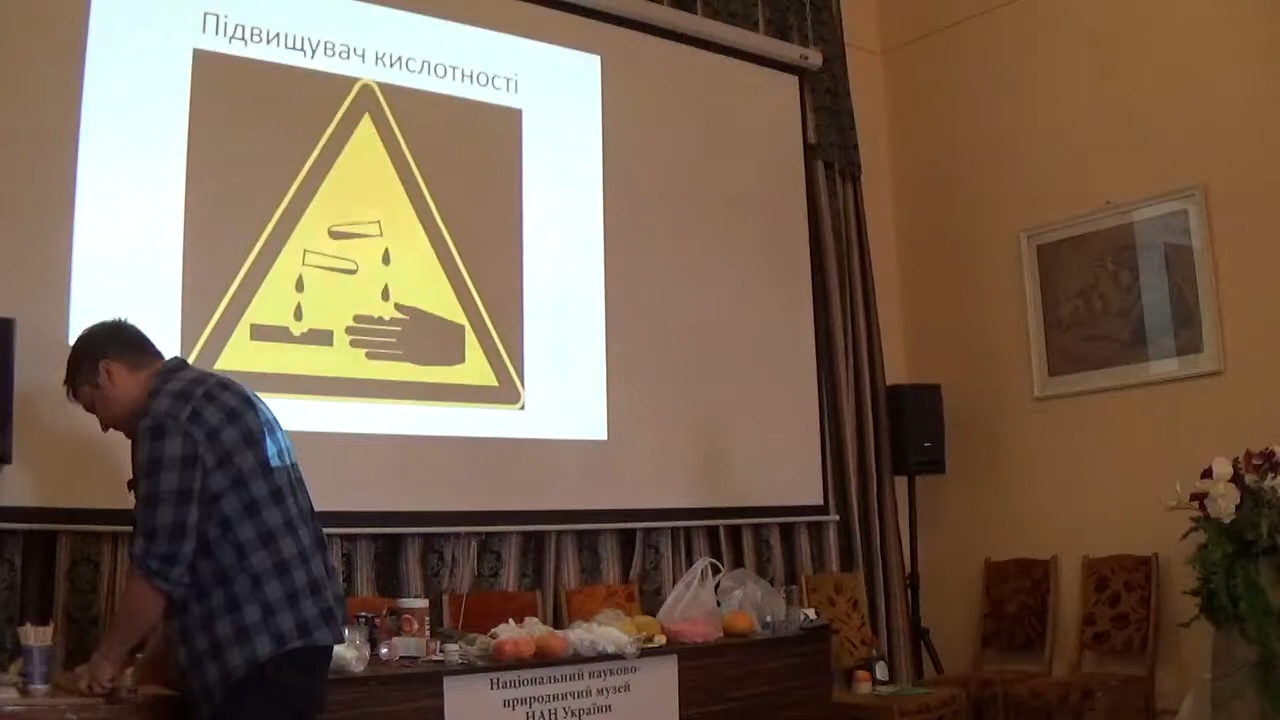 Підвищувач кислотності
Національний науково-
природничий музей
НАН України